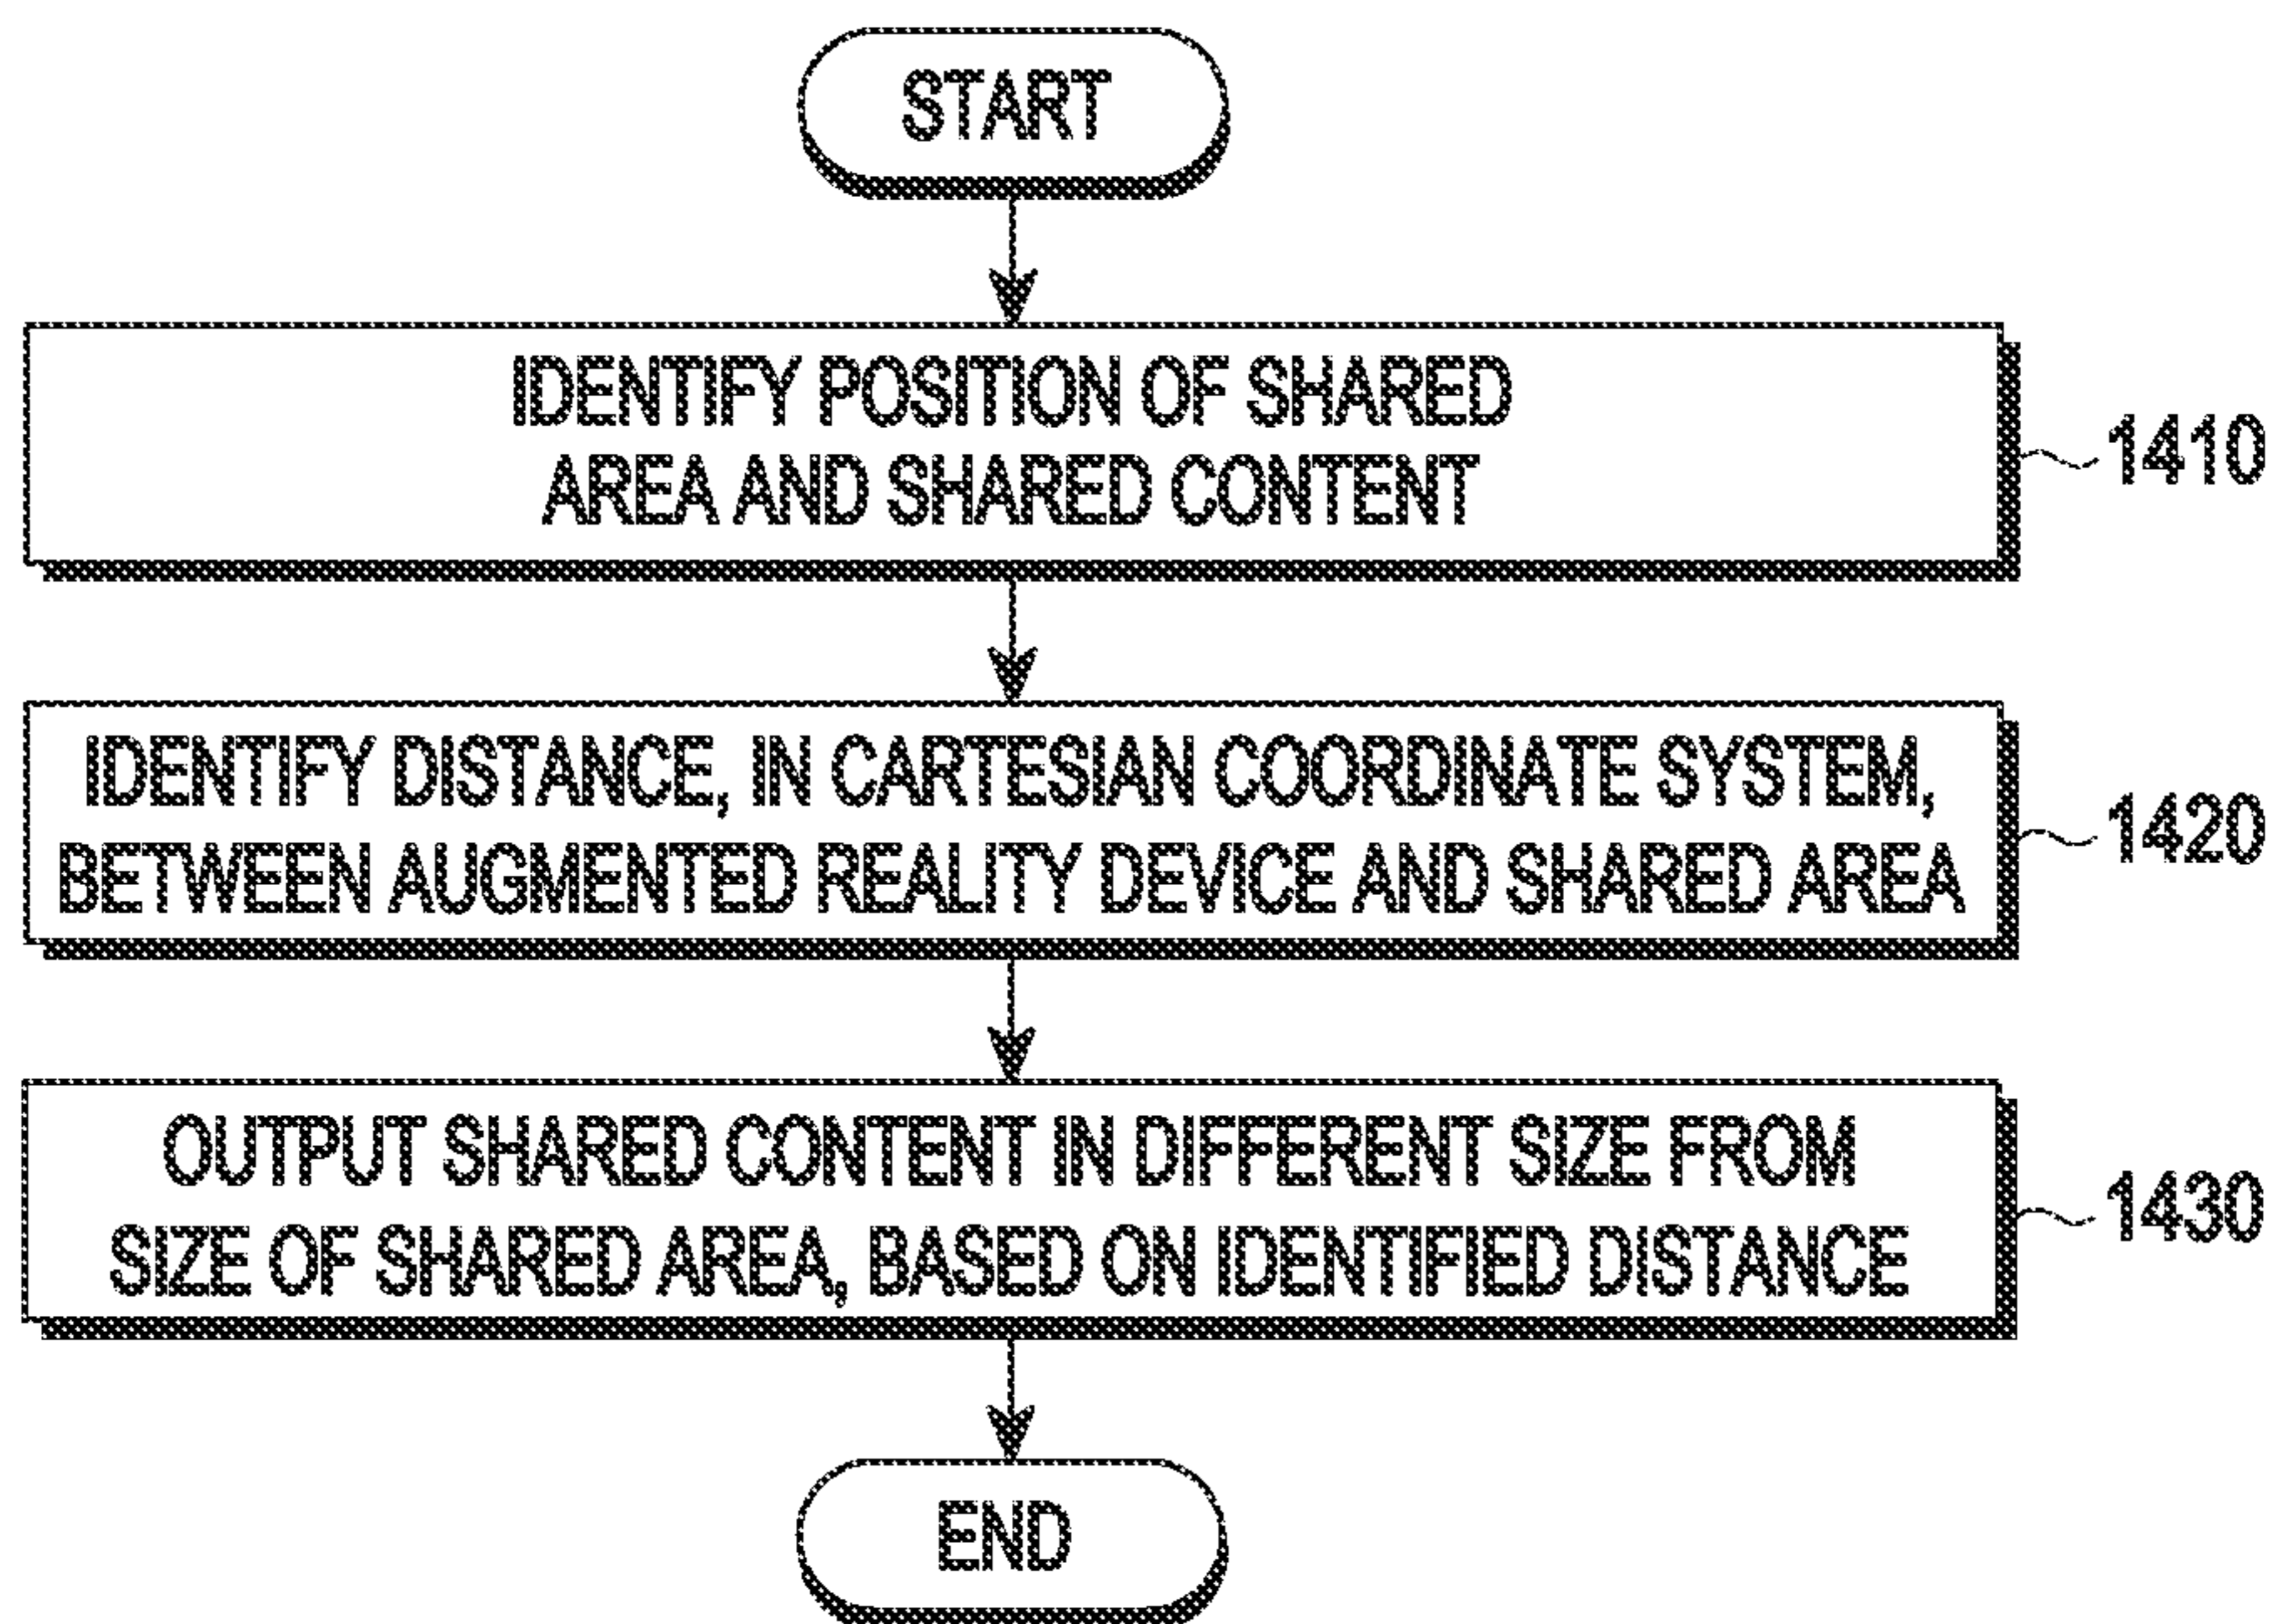 START
IDENTIFY POSITION OF SHARED
AREA AND SHARED CONTENT
1410
IDENTIFY DISTANCE, IN CARTESIAN COORDINATE SYSTEM,
BETWEEN AUGMENTED REALITY DEVICE AND SHARED AREA
1420
OUTPUT SHARED CONTENT IN DIFFERENT SIZE FROM
SIZE OF SHARED AREA, BASED ON IDENTIFIED DISTANCE
1430
END